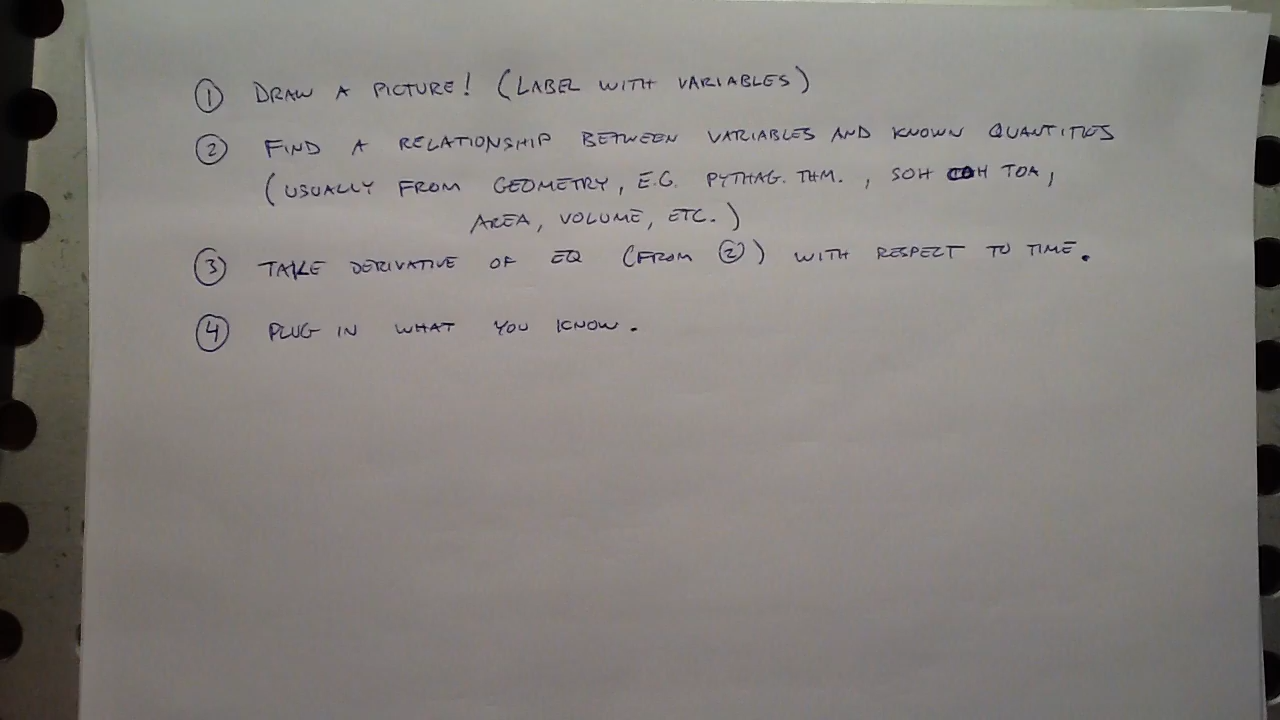 ① DRAW A PICTURE! (LABEL WITH VARIABLES)
② FIND A RELATIONSHIP BETWEEN VARIABLES AND KNOWN QUANTITIES
(USUALLY FROM GEOMETRY, E.G. PYTHAG. THM., SOH CAH TOA,
AREA, VOLUME, ETC.)
③ TAKE DERIVATIVE OF EQ (FROM ②) WITH RESPECT TO TIME.
④ PLUG IN WHAT YOU KNOW.